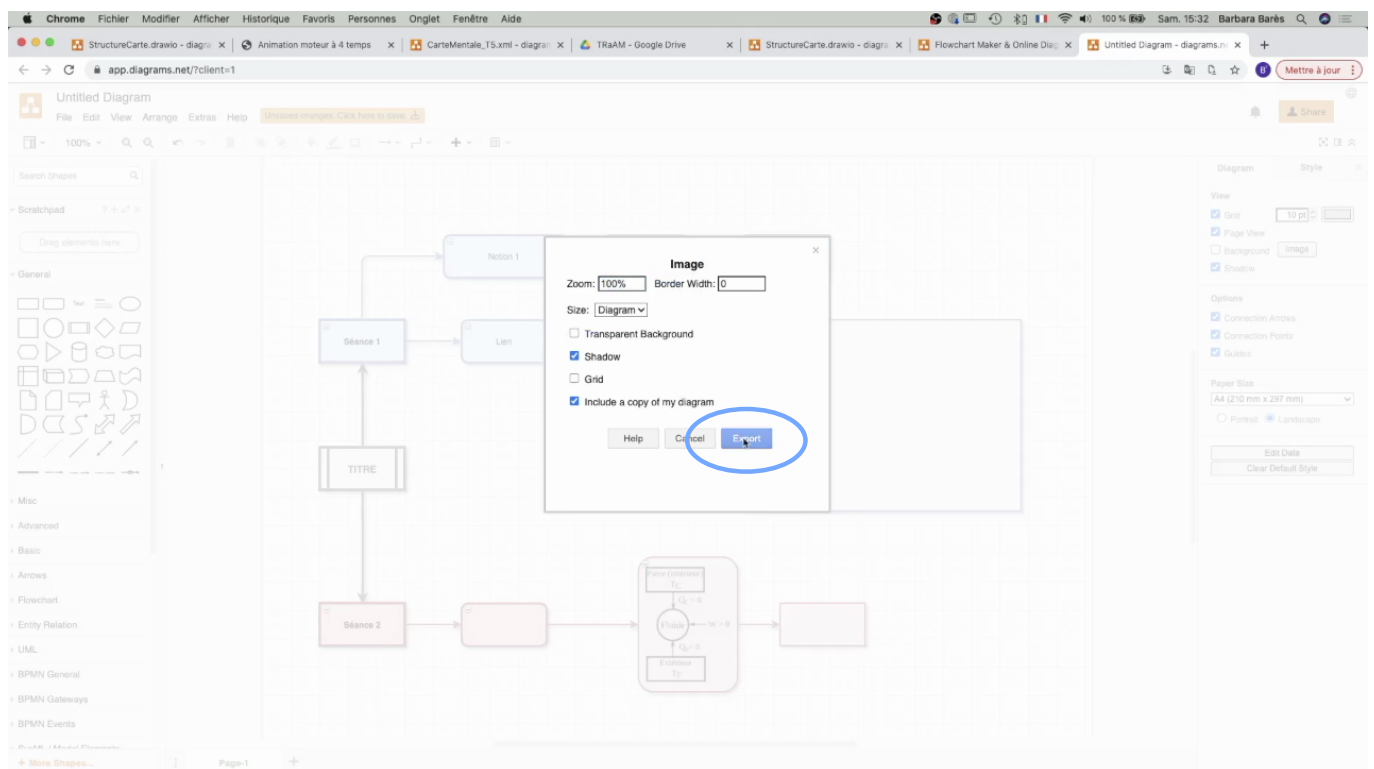 Chrome Fichier Modifier Afficher Historique Favoris Personnes Onglet Fenêtre Aide 100 % Sam. 15:32 Barbara Barès
StructureCarte.drawio - diagra Animation moteur à 4 temps CarteMentale_T5.xml - diagram TRaAM - Google Drive StructureCarte.drawio - diagra Flowchart Maker & Online Diag Untitled Diagram - diagrams.n
app.diagrams.net/?client=1 Mettre à jour
Untitled Diagram
File Edit View Arrange Extras Help Unsaved changes. Click here to save. Share
100%
Search Shapes Diagram Style
View
Scratchpad Grid 10 pt
Page View
Drag elements here Background Image
Notion 1
Image
General Shadow
Zoom: 100% Border Width: 0
Text Options
Size: Diagram
Connection Arrows
Transparent Background
Connection Points
Séance 1 Lien
Guides
Shadow
Grid
Paper Size
Include a copy of my diagram
A4 (210 mm x 297 mm)
Portrait Landscape
Help Cancel Export
Edit Data
TITRE
Clear Default Style
Misc
Advanced
Basic
Arrows
Flowchart
Entity Relation
UML
BPMN General
BPMN Gateways
BPMN Events
Séance 2
Fluide
Extérieur
More Shapes...
Page-1